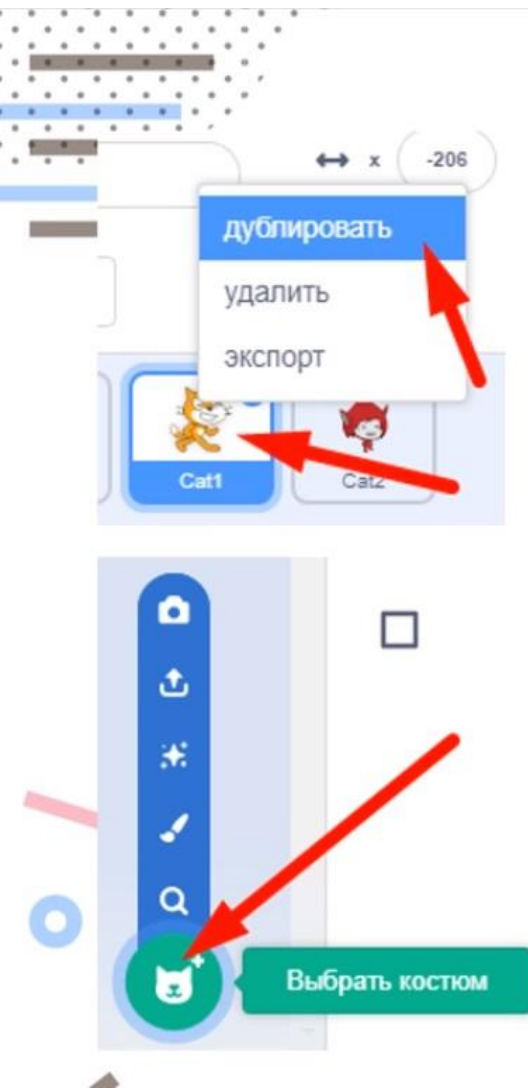 x -206
дублировать
удалить
экспорт
Cat1 Cat2
Выбрать костюм